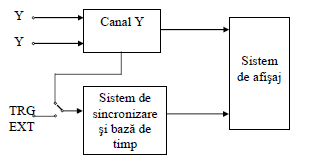 Y
Canal Y
Y
Sistem
de afişaj
TRG
EXT
Sistem de
sincronizare
şi bază de
timp